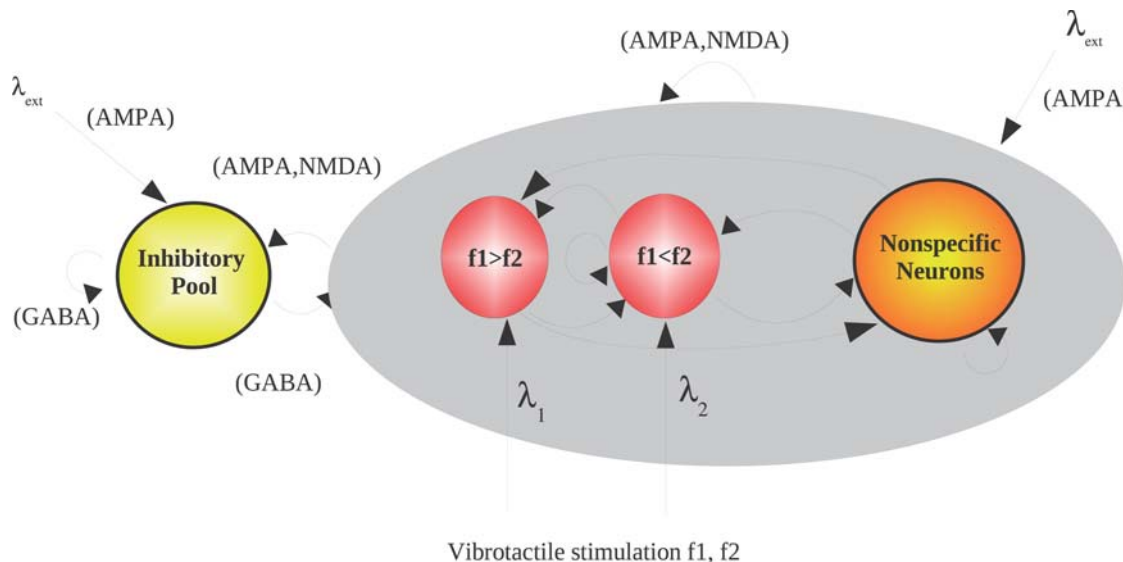 (AMPA,NMDA)
λext
λext
(AMPA)
(AMPA
(AMPA,NMDA)
Inhibitory
Pool
f1>f2
f1<f2
Nonspecific
Neurons
(GABA)
(GABA)
λ1
λ2
Vibrotactile stimulation f1, f2